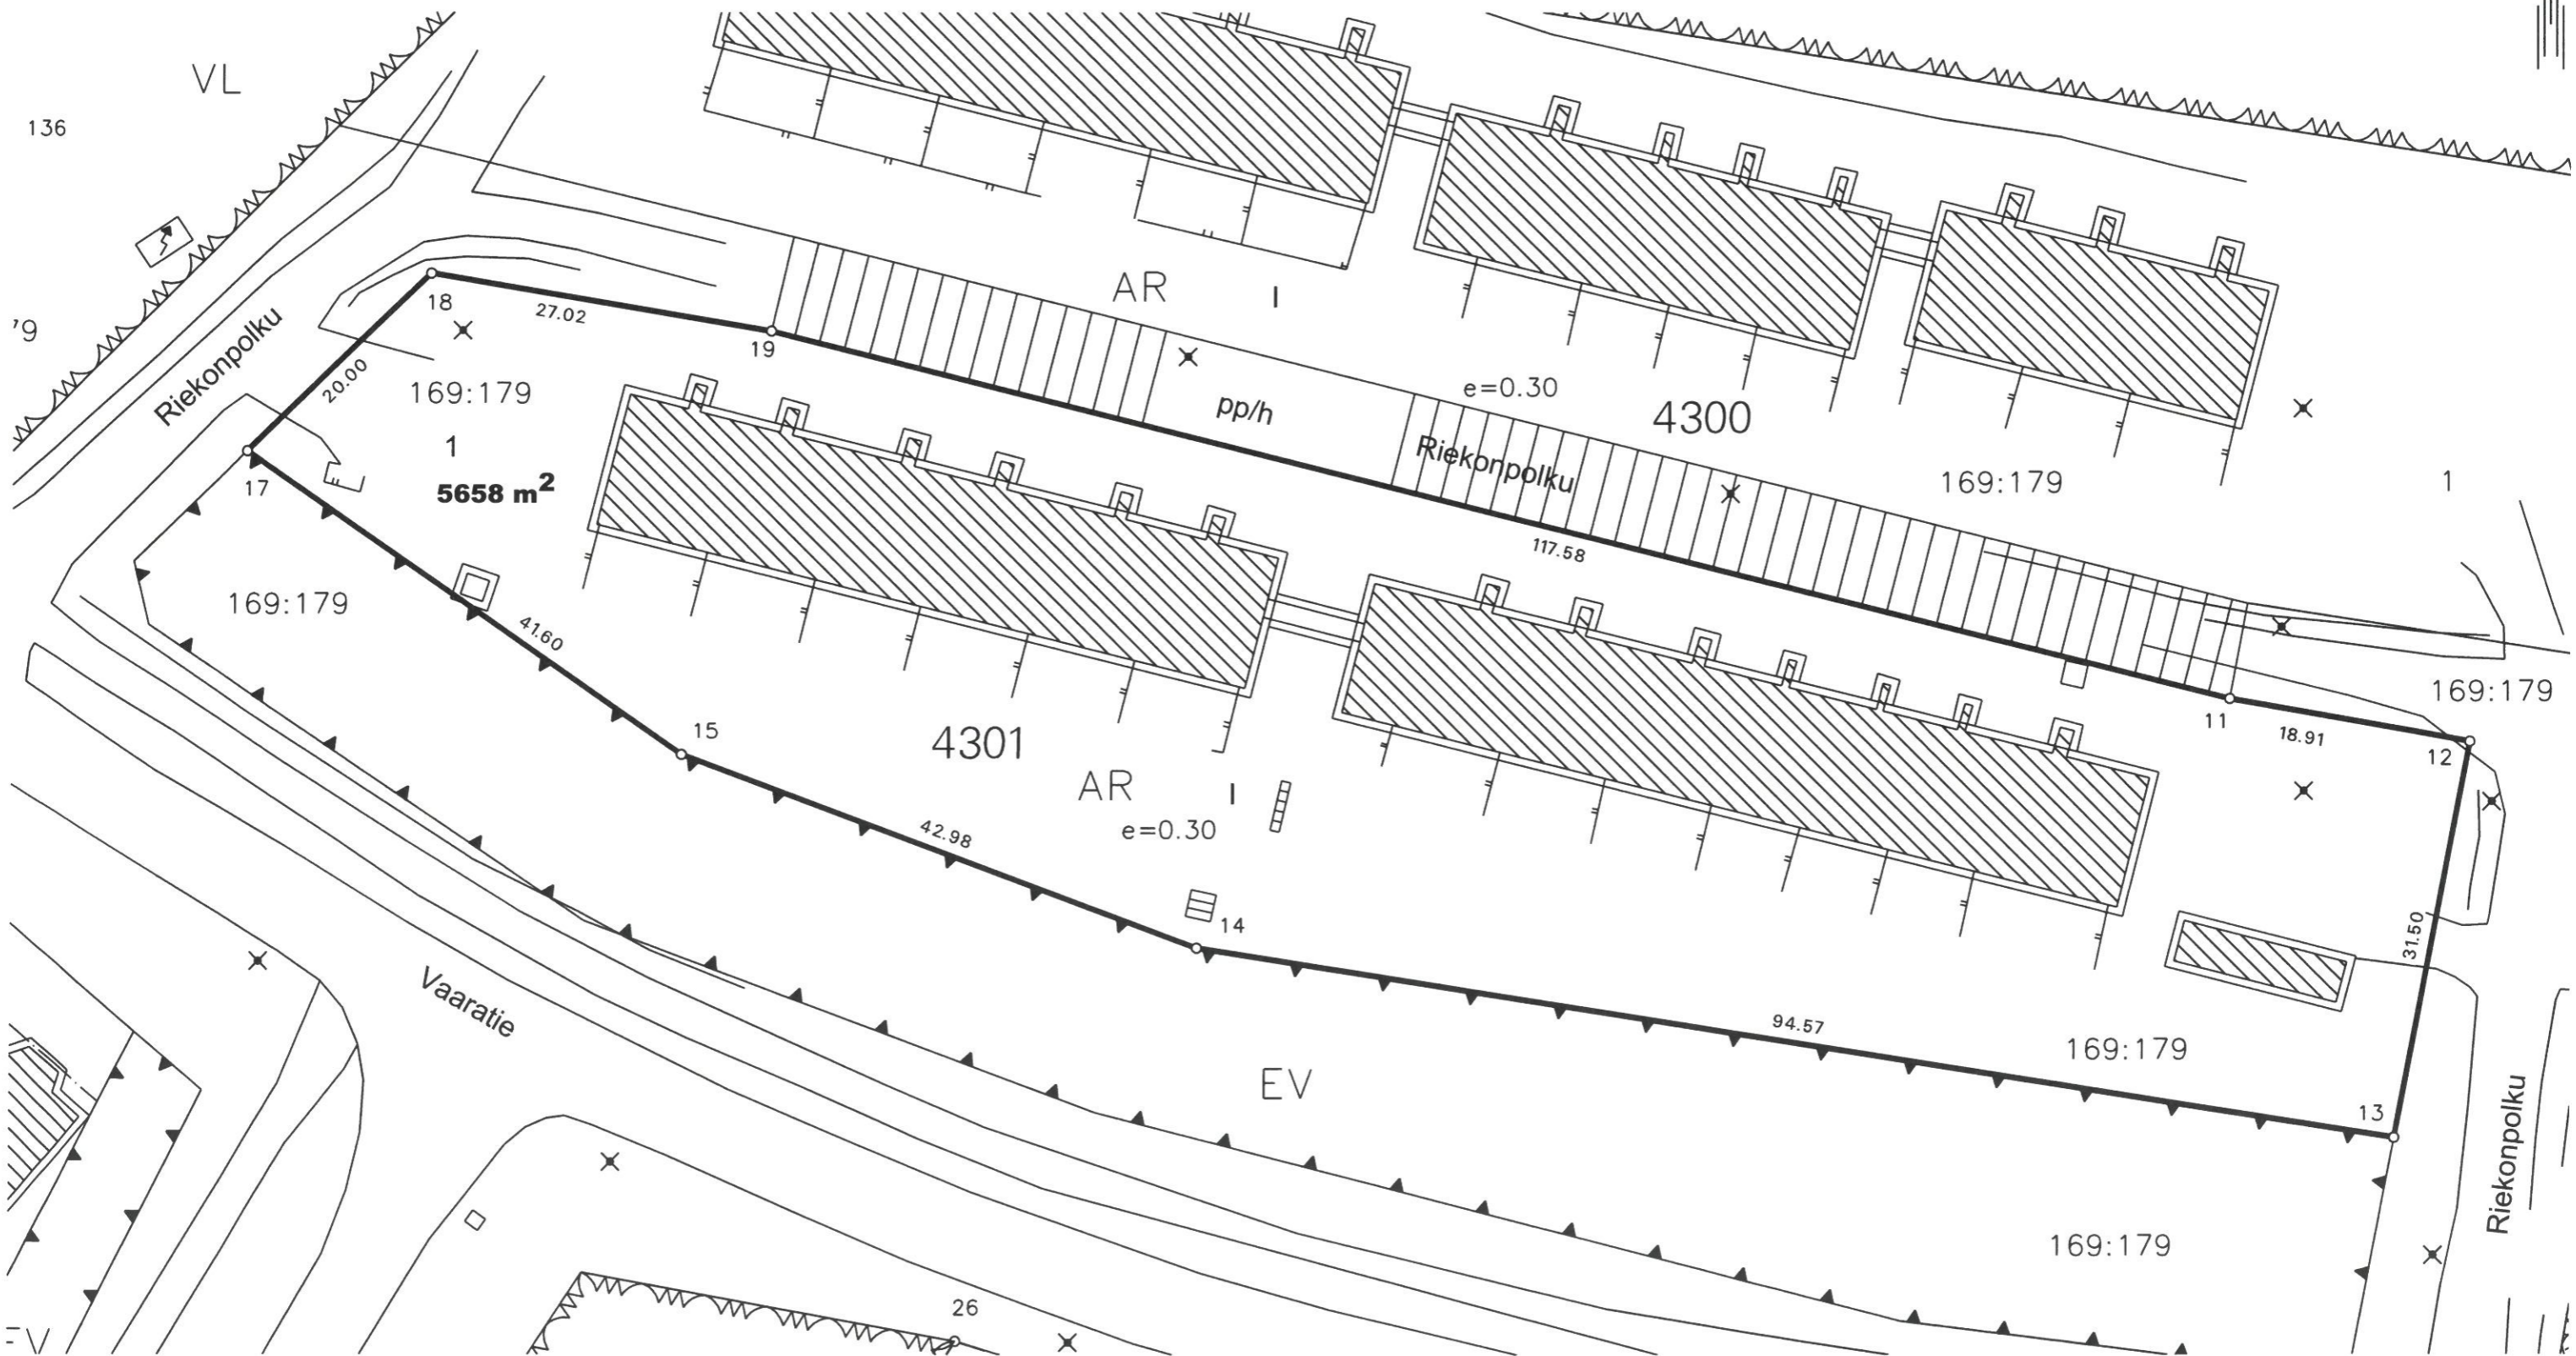 VL
136
'9
Riekonpolku
18
27.02
19
20.00
169:179
1
5658 m²
17
169:179
41.60
15
AR
I
pp/h
e=0.30
4300
Riekonpolku
169:179
1
117.58
169:179
11
18.91
12
4301
AR
I
e=0.30
42.98
14
31.50
94.57
169:179
13
Vaaratie
EV
Riekonpolku
169:179
26
EV